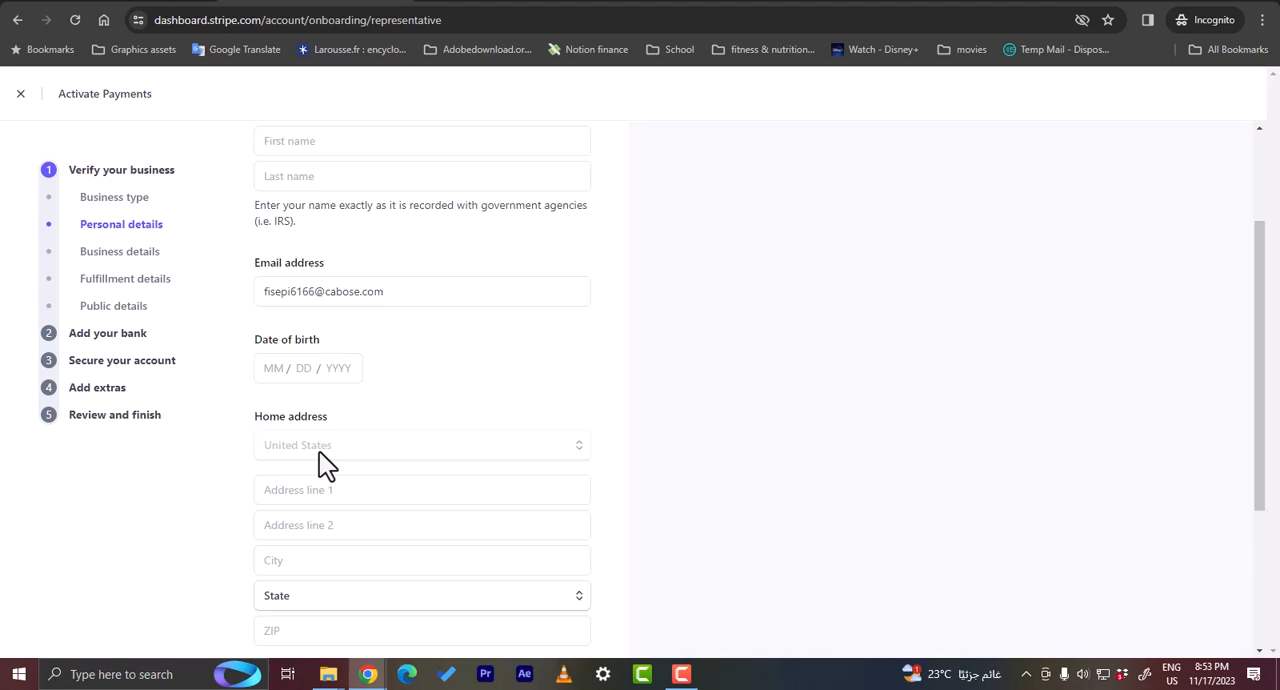 dashboard.stripe.com/account/onboarding/representative
Incognito
Bookmarks
Graphics assets
Google Translate
Larousse.fr : encyclo...
Adobedownload.or...
Notion finance
School
fitness & nutrition...
Watch - Disney+
movies
Temp Mail - Dispos...
All Bookmarks
Activate Payments
1 Verify your business
Business type
Personal details
Business details
Fulfillment details
Public details
2 Add your bank
3 Secure your account
4 Add extras
5 Review and finish
First name
Last name
Enter your name exactly as it is recorded with government agencies
(i.e. IRS).
Email address
fisepi6166@cabose.com
Date of birth
MM / DD / YYYY
Home address
United States
Address line 1
Address line 2
City
State
ZIP
Type here to search
Pr
Ae
23°C غائم جزئيًا
ENG
US
8:53 PM
11/17/2023